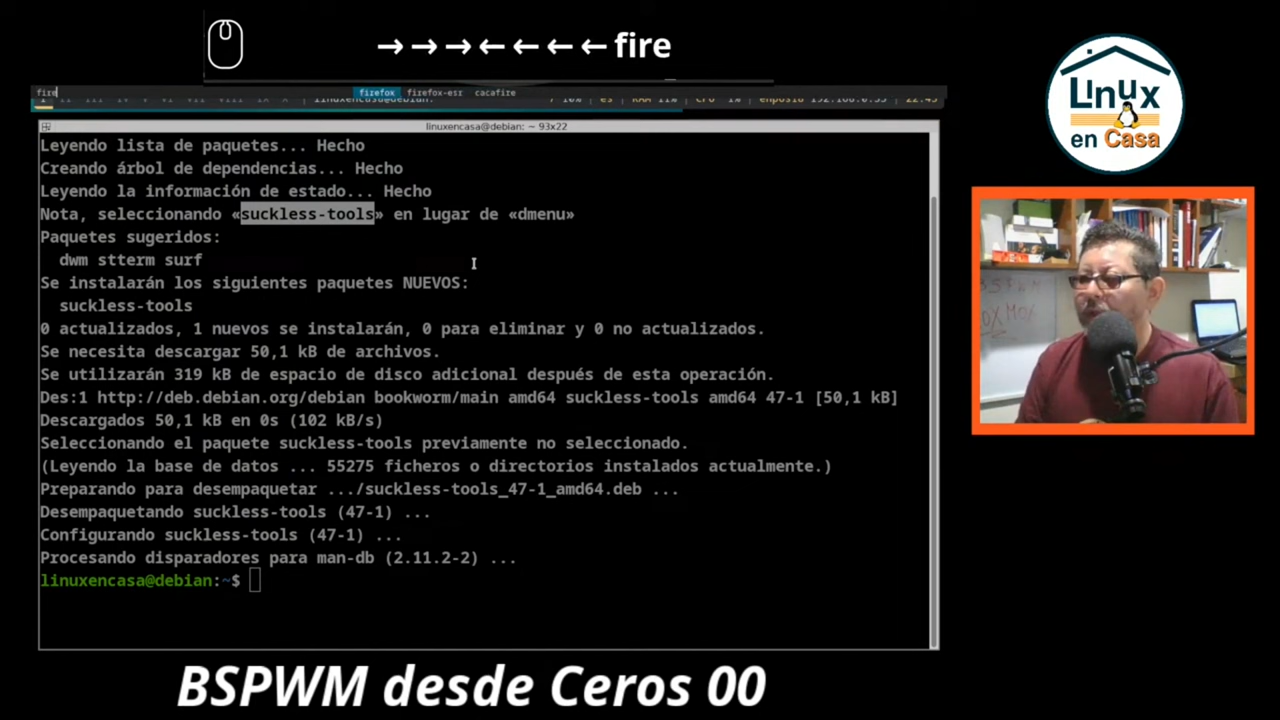 →→→←←←←fire
fire firefox firefox-esr cacafire
linuxencasa@debian: ~ 93x22
Leyendo lista de paquetes... Hecho
Creando árbol de dependencias... Hecho
Leyendo la información de estado... Hecho
Nota, seleccionando «suckless-tools» en lugar de «dmenu»
Paquetes sugeridos:
dwm stterm surf
Se instalarán los siguientes paquetes NUEVOS:
suckless-tools
0 actualizados, 1 nuevos se instalarán, 0 para eliminar y 0 no actualizados.
Se necesita descargar 50,1 kB de archivos.
Se utilizarán 319 kB de espacio de disco adicional después de esta operación.
Des:1 http://deb.debian.org/debian bookworm/main amd64 suckless-tools amd64 47-1 [50,1 kB]
Descargados 50,1 kB en 0s (102 kB/s)
Seleccionando el paquete suckless-tools previamente no seleccionado.
(Leyendo la base de datos ... 55275 ficheros o directorios instalados actualmente.)
Preparando para desempaquetar .../suckless-tools_47-1_amd64.deb ...
Desempaquetando suckless-tools (47-1) ...
Configurando suckless-tools (47-1) ...
Procesando disparadores para man-db (2.11.2-2) ...
linuxencasa@debian:~$
BSPWM desde Ceros 00
Linux
en Casa